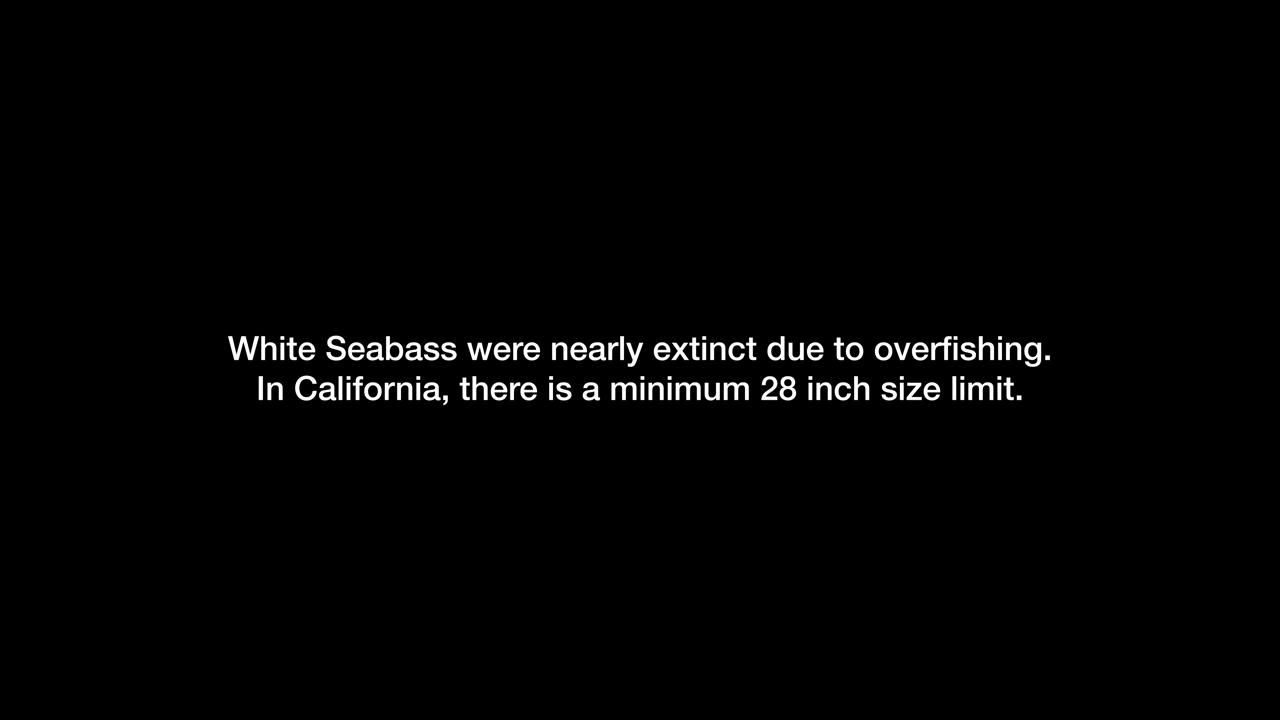 White Seabass were nearly extinct due to overfishing.
In California, there is a minimum 28 inch size limit.